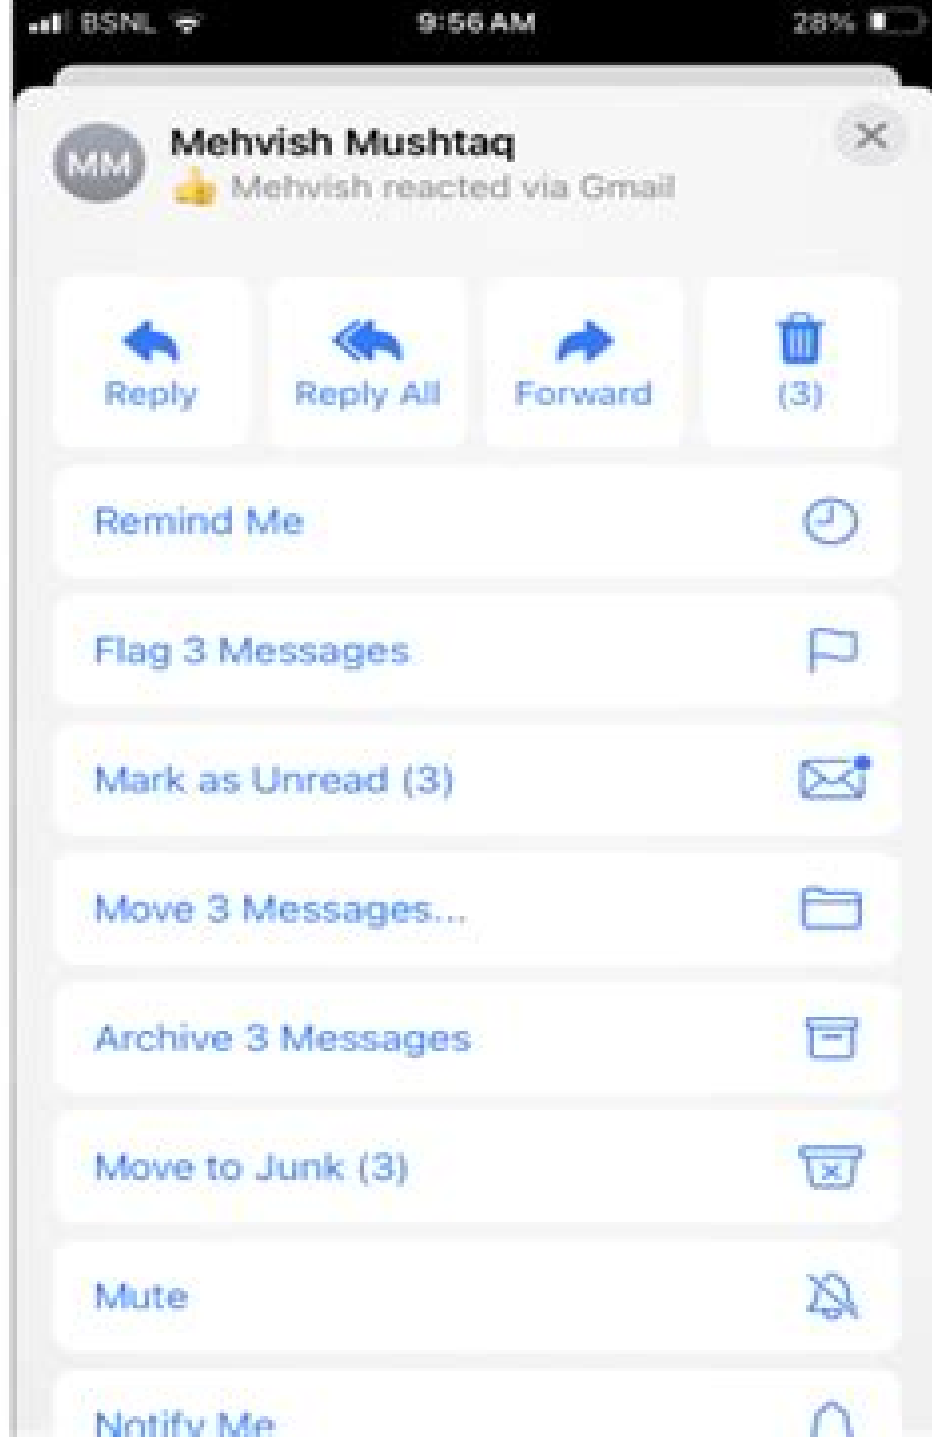 BSNL 9:56 AM 28%
MM
Mehvish Mushtaq
👍 Mehvish reacted via Gmail
Reply Reply All Forward (3)
Remind Me
Flag 3 Messages
Mark as Unread (3)
Move 3 Messages...
Archive 3 Messages
Move to Junk (3)
Mute
Notify Me